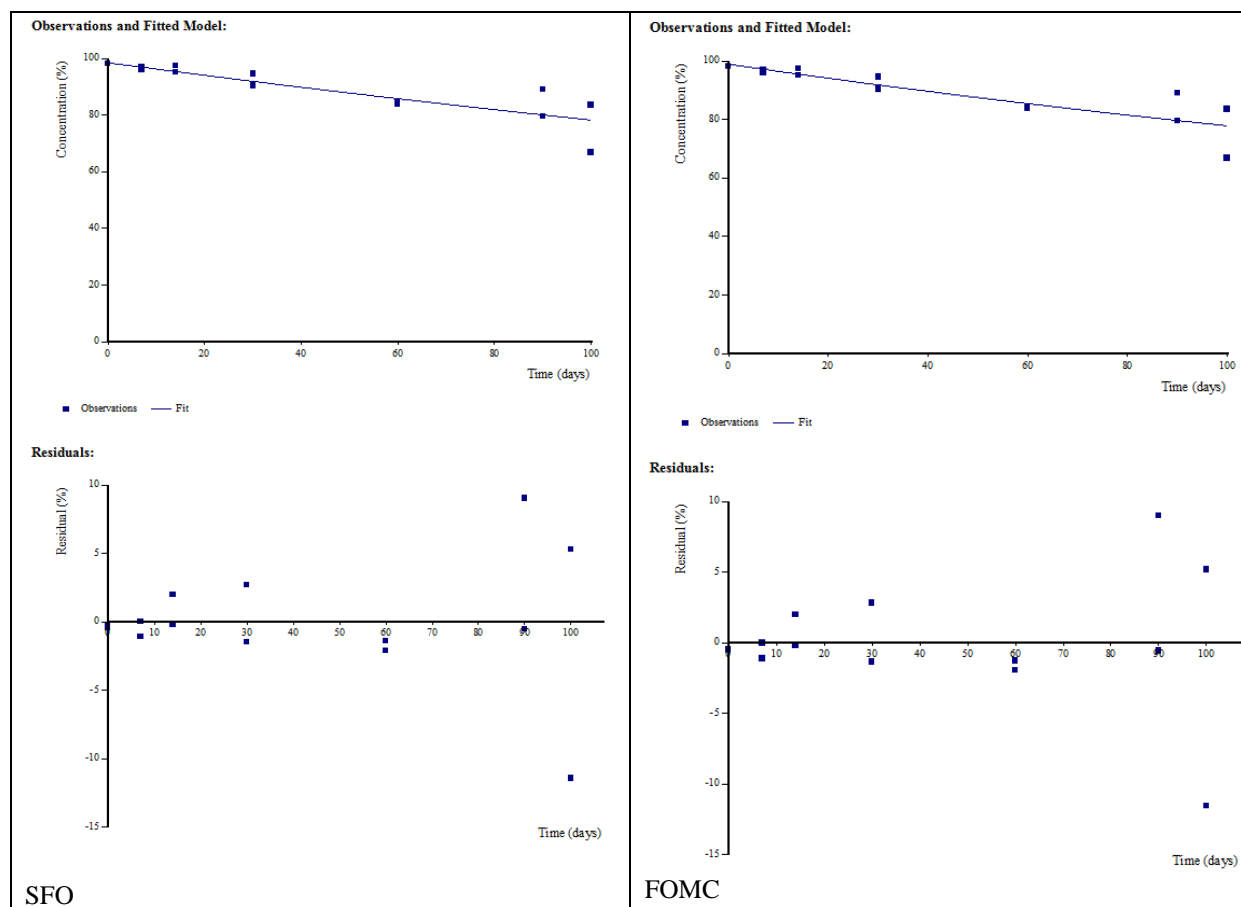 Observations and Fitted Model:
100
80
60
40
20
0
Concentration (%)
0 20 40 60 80 100
Time (days)
Observations Fit
Residuals:
10
5
0
-5
-10
-15
Residual (%)
0 10 20 30 40 50 60 70 80 90 100
Time (days)
SFO
Observations and Fitted Model:
100
80
60
40
20
0
Concentration (%)
0 20 40 60 80 100
Time (days)
Observations Fit
Residuals:
10
5
0
-5
-10
-15
Residual (%)
0 10 20 30 40 50 60 70 80 90 100
Time (days)
FOMC